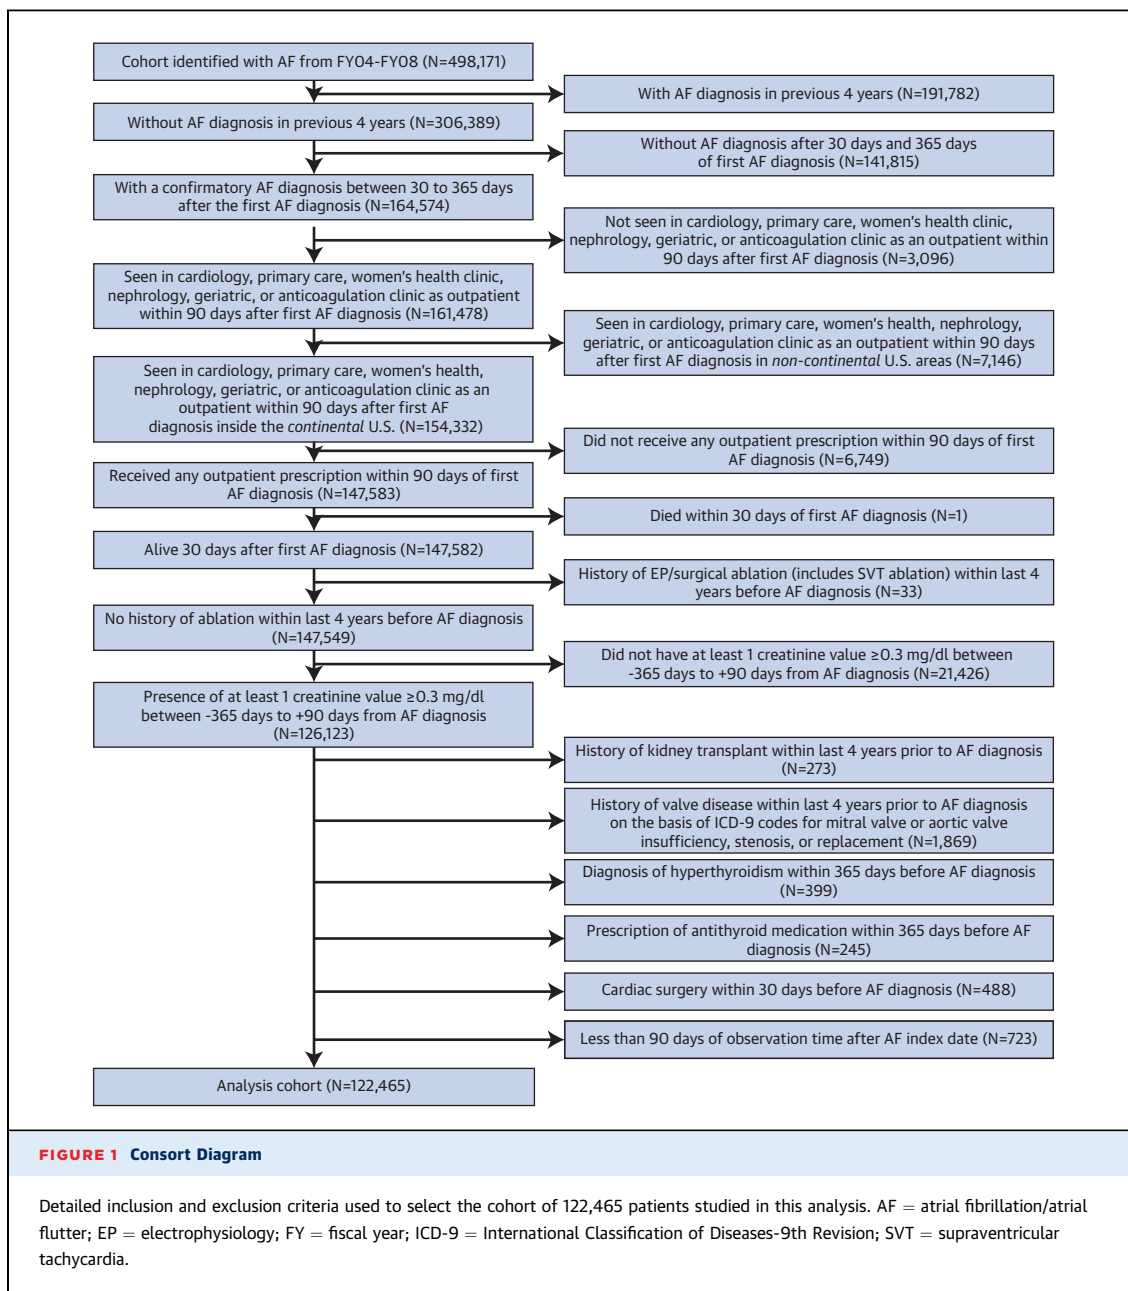 Cohort identified with AF from FY04-FY08 (N=498,171)
With AF diagnosis in previous 4 years (N=191,782)
Without AF diagnosis in previous 4 years (N=306,389)
Without AF diagnosis after 30 days and 365 days
of first AF diagnosis (N=141,815)
With a confirmatory AF diagnosis between 30 to 365 days
after the first AF diagnosis (N=164,574)
Not seen in cardiology, primary care, women's health clinic,
nephrology, geriatric, or anticoagulation clinic as an outpatient within
90 days after first AF diagnosis (N=3,096)
Seen in cardiology, primary care, women's health clinic,
nephrology, geriatric, or anticoagulation clinic as outpatient
within 90 days after first AF diagnosis (N=161,478)
Seen in cardiology, primary care, women's health, nephrology,
geriatric, or anticoagulation clinic as an outpatient within 90 days
after first AF diagnosis in non-continental U.S. areas (N=7,146)
Seen in cardiology, primary care, women's health,
nephrology, geriatric, or anticoagulation clinic as an
outpatient within 90 days after first AF
diagnosis inside the continental U.S. (N=154,332)
Did not receive any outpatient prescription within 90 days of first
AF diagnosis (N=6,749)
Received any outpatient prescription within 90 days of first
AF diagnosis (N=147,583)
Died within 30 days of first AF diagnosis (N=1)
Alive 30 days after first AF diagnosis (N=147,582)
History of EP/surgical ablation (includes SVT ablation) within last 4
years before AF diagnosis (N=33)
No history of ablation within last 4 years before AF diagnosis
(N=147,549)
Did not have at least 1 creatinine value ≥0.3 mg/dl between
-365 days to +90 days from AF diagnosis (N=21,426)
Presence of at least 1 creatinine value ≥0.3 mg/dl
between -365 days to +90 days from AF diagnosis
(N=126,123)
History of kidney transplant within last 4 years prior to AF diagnosis
(N=273)
History of valve disease within last 4 years prior to AF diagnosis
on the basis of ICD-9 codes for mitral valve or aortic valve
insufficiency, stenosis, or replacement (N=1,869)
Diagnosis of hyperthyroidism within 365 days before AF diagnosis
(N=399)
Prescription of antithyroid medication within 365 days before AF
diagnosis (N=245)
Cardiac surgery within 30 days before AF diagnosis (N=488)
Less than 90 days of observation time after AF index date (N=723)
Analysis cohort (N=122,465)
FIGURE 1 Consort Diagram
Detailed inclusion and exclusion criteria used to select the cohort of 122,465 patients studied in this analysis. AF = atrial fibrillation/atrial
flutter; EP = electrophysiology; FY = fiscal year; ICD-9 = International Classification of Diseases-9th Revision; SVT = supraventricular
tachycardia.